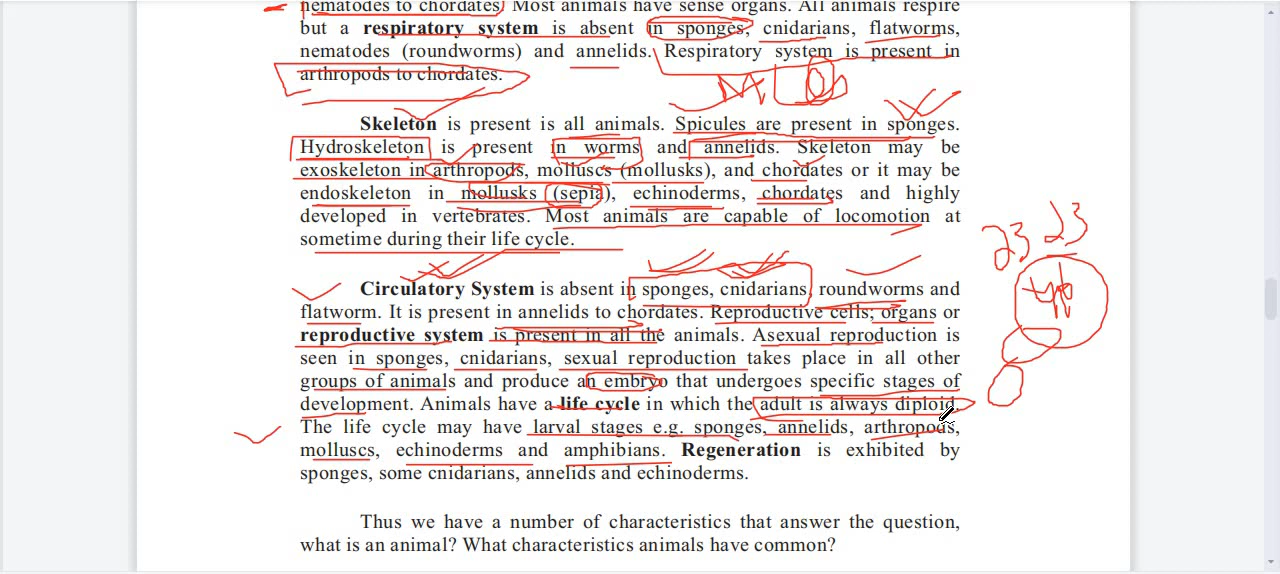 nematodes to chordates. Most animals have sense organs. All animals respire
but a respiratory system is absent in sponges, cnidarians, flatworms,
nematodes (roundworms) and annelids. Respiratory system is present in
arthropods to chordates.
Skeleton is present is all animals. Spicules are present in sponges.
Hydroskeleton is present in worms and annelids. Skeleton may be
exoskeleton in arthropods, molluscs (mollusks), and chordates or it may be
endoskeleton in mollusks (sepia), echinoderms, chordates and highly
developed in vertebrates. Most animals are capable of locomotion at
sometime during their life cycle.
23 23
Circulatory System is absent in sponges, cnidarians, roundworms and
flatworm. It is present in annelids to chordates. Reproductive cells; organs or
reproductive system is present in all the animals. Asexual reproduction is
seen in sponges, cnidarians, sexual reproduction takes place in all other
groups of animals and produce an embryo that undergoes specific stages of
development. Animals have a life cycle in which the adult is always diploid.
The life cycle may have larval stages e.g. sponges, annelids, arthropods,
molluscs, echinoderms and amphibians. Regeneration is exhibited by
sponges, some cnidarians, annelids and echinoderms.
Thus we have a number of characteristics that answer the question,
what is an animal? What characteristics animals have common?